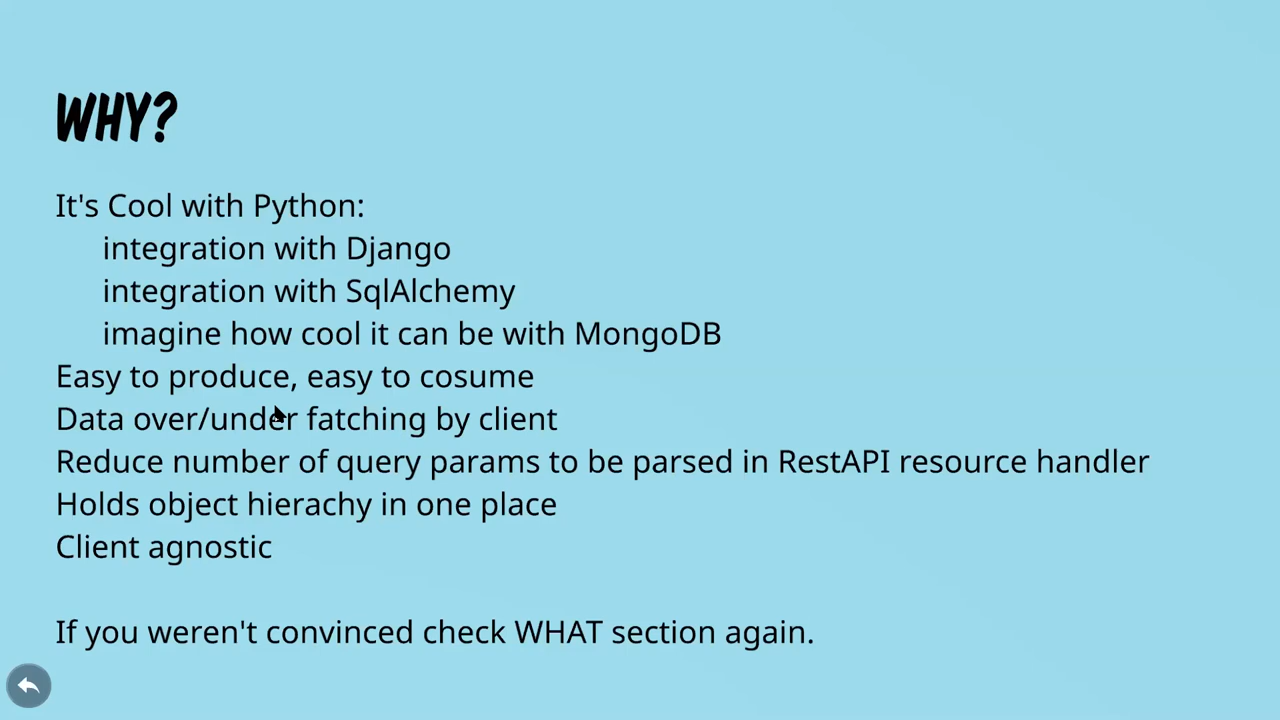 WHY?
It's Cool with Python:
integration with Django
integration with SqlAlchemy
imagine how cool it can be with MongoDB
Easy to produce, easy to cosume
Data over/under fatching by client
Reduce number of query params to be parsed in RestAPI resource handler
Holds object hierachy in one place
Client agnostic
If you weren't convinced check WHAT section again.